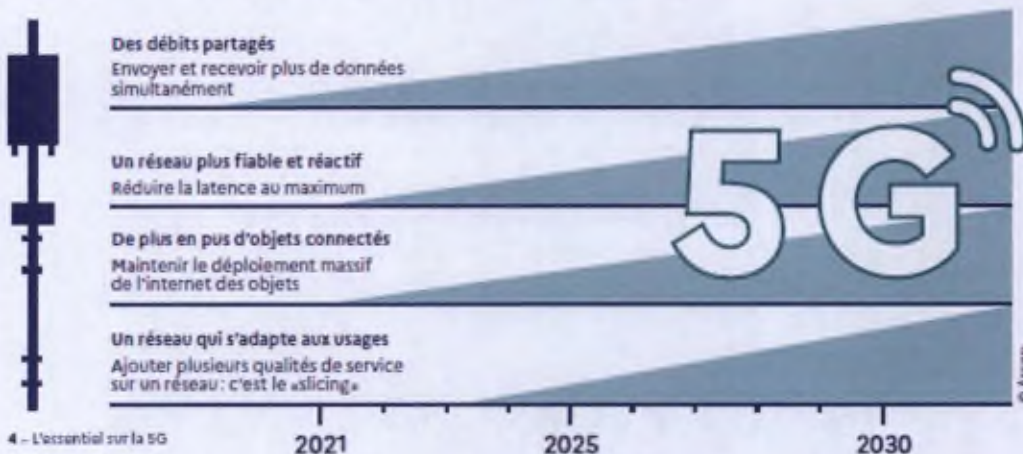 Des débits partagés
Envoyer et recevoir plus de données
simultanément
Un réseau plus fiable et réactif
Réduire la latence au maximum
5G
De plus en pus d'objets connectés
Maintenir le déploiement massif
de l'internet des objets
Un réseau qui s'adapte aux usages
Ajouter plusieurs qualités de service
sur un réseau : c'est le «slicing»
4 – L'essentiel sur la 5G
2021
2025
2030